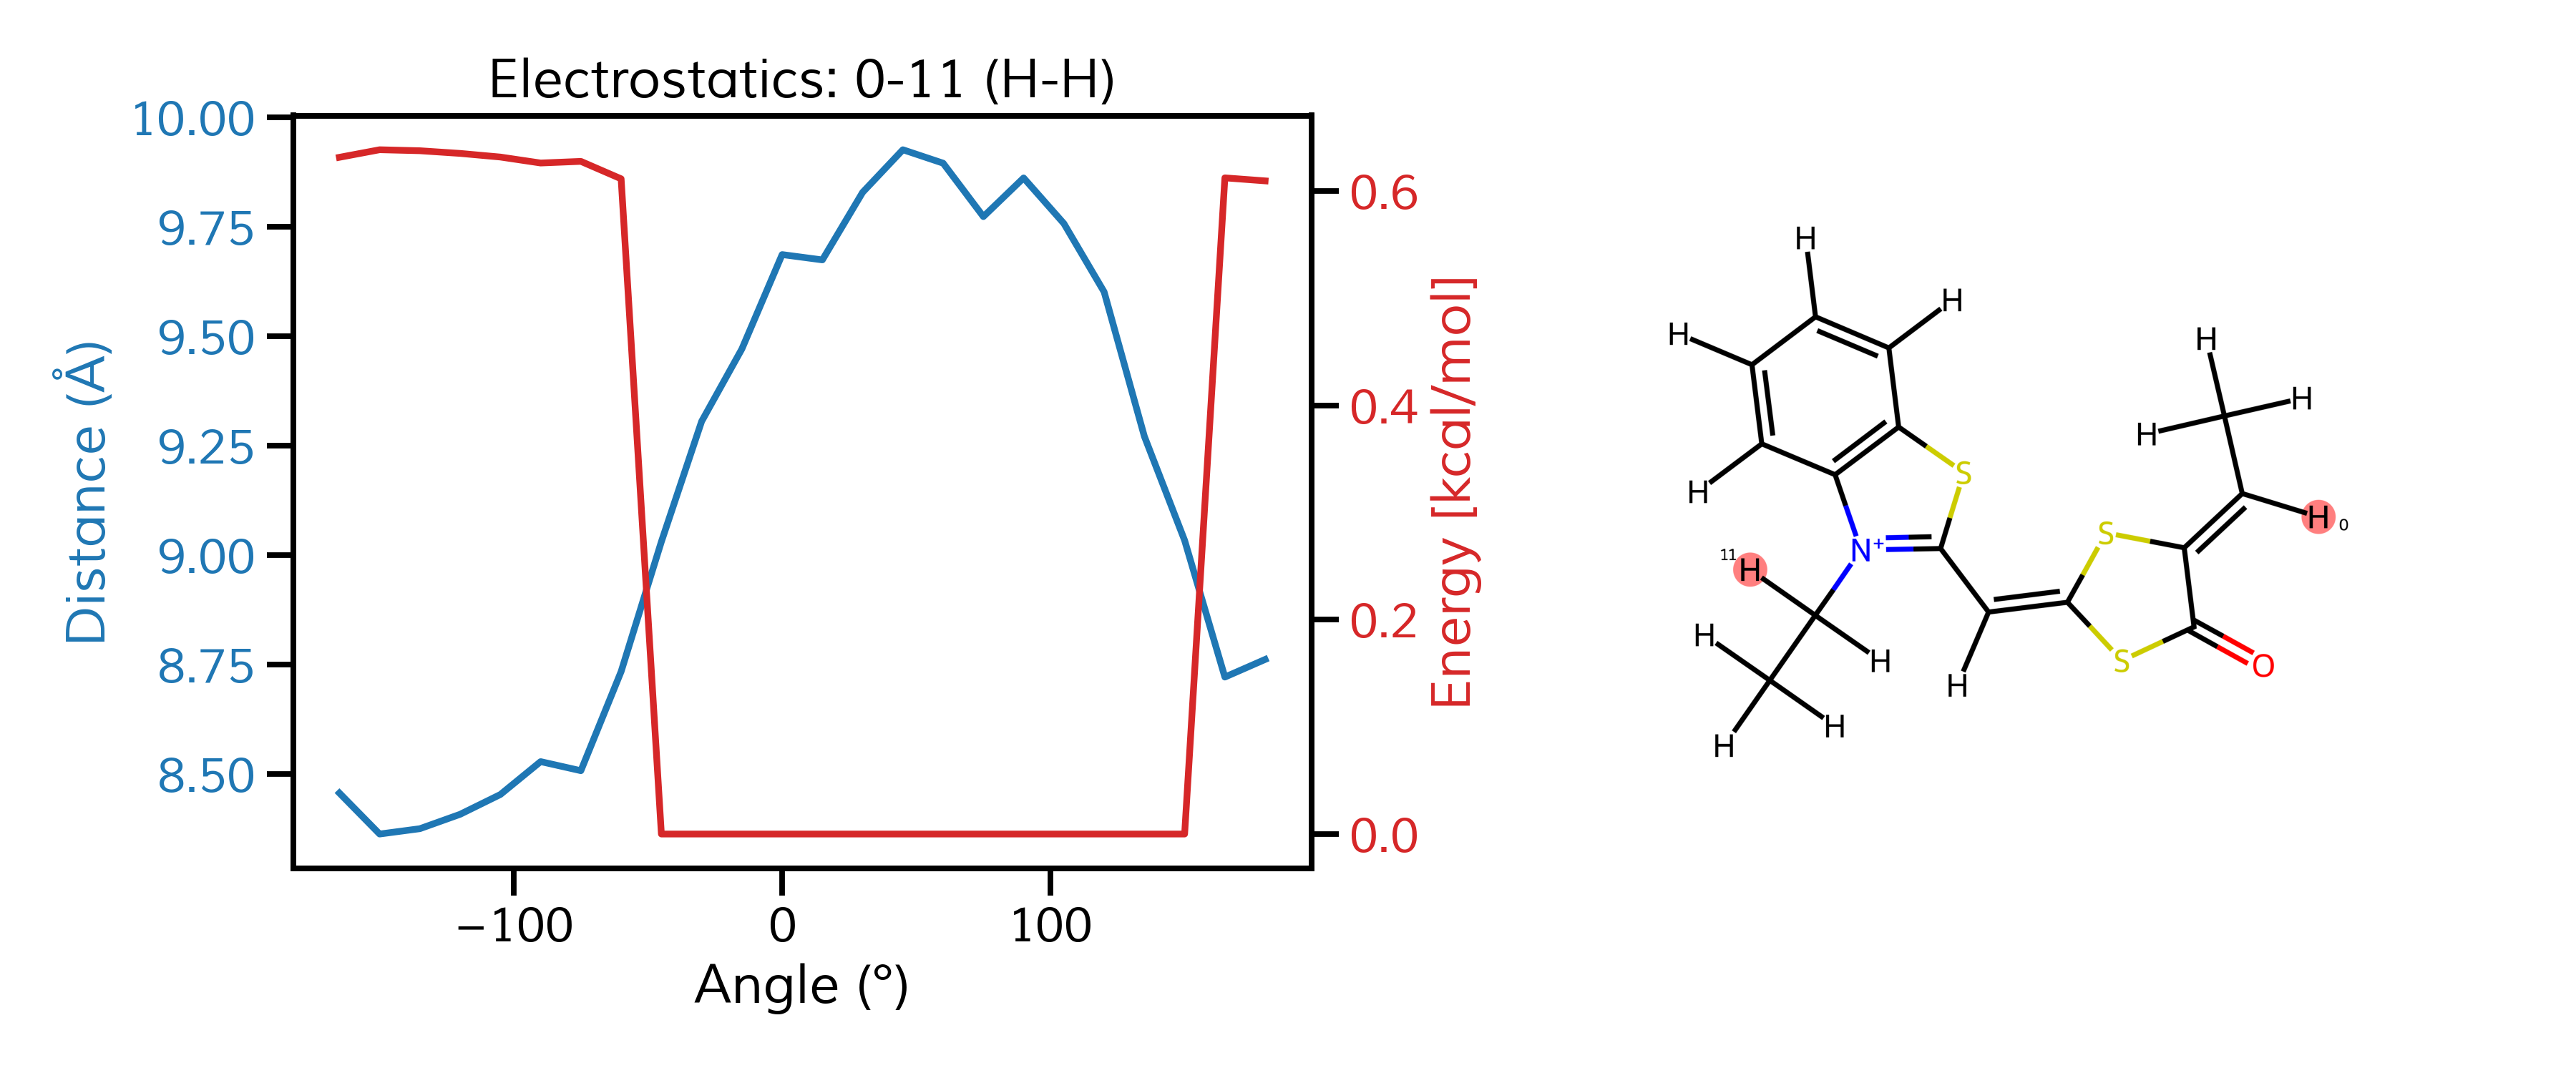 Electrostatics: 0-11 (H-H)
10.00
9.75
9.50
9.25
9.00
8.75
8.50
Distance (Å)
0.6
0.4
0.2
0.0
Energy [kcal/mol]
−100
0
100
Angle (°)
H
H
H
H
H
H
H
S
H
S
H 0
N+
11 H
H
H
H
S
O
H
H